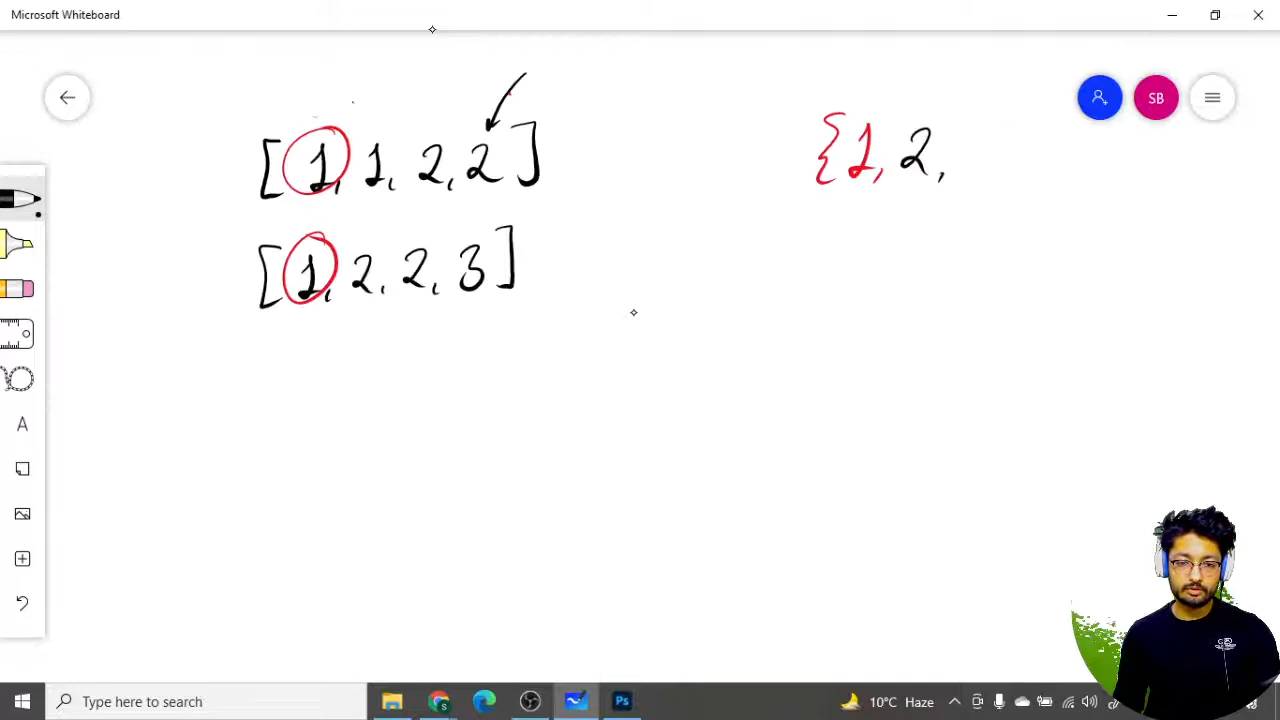 Microsoft Whiteboard
SB
[1, 1, 2, 2]
{1, 2,
[1, 2, 2, 3]
A
Type here to search
Ps
10°C Haze